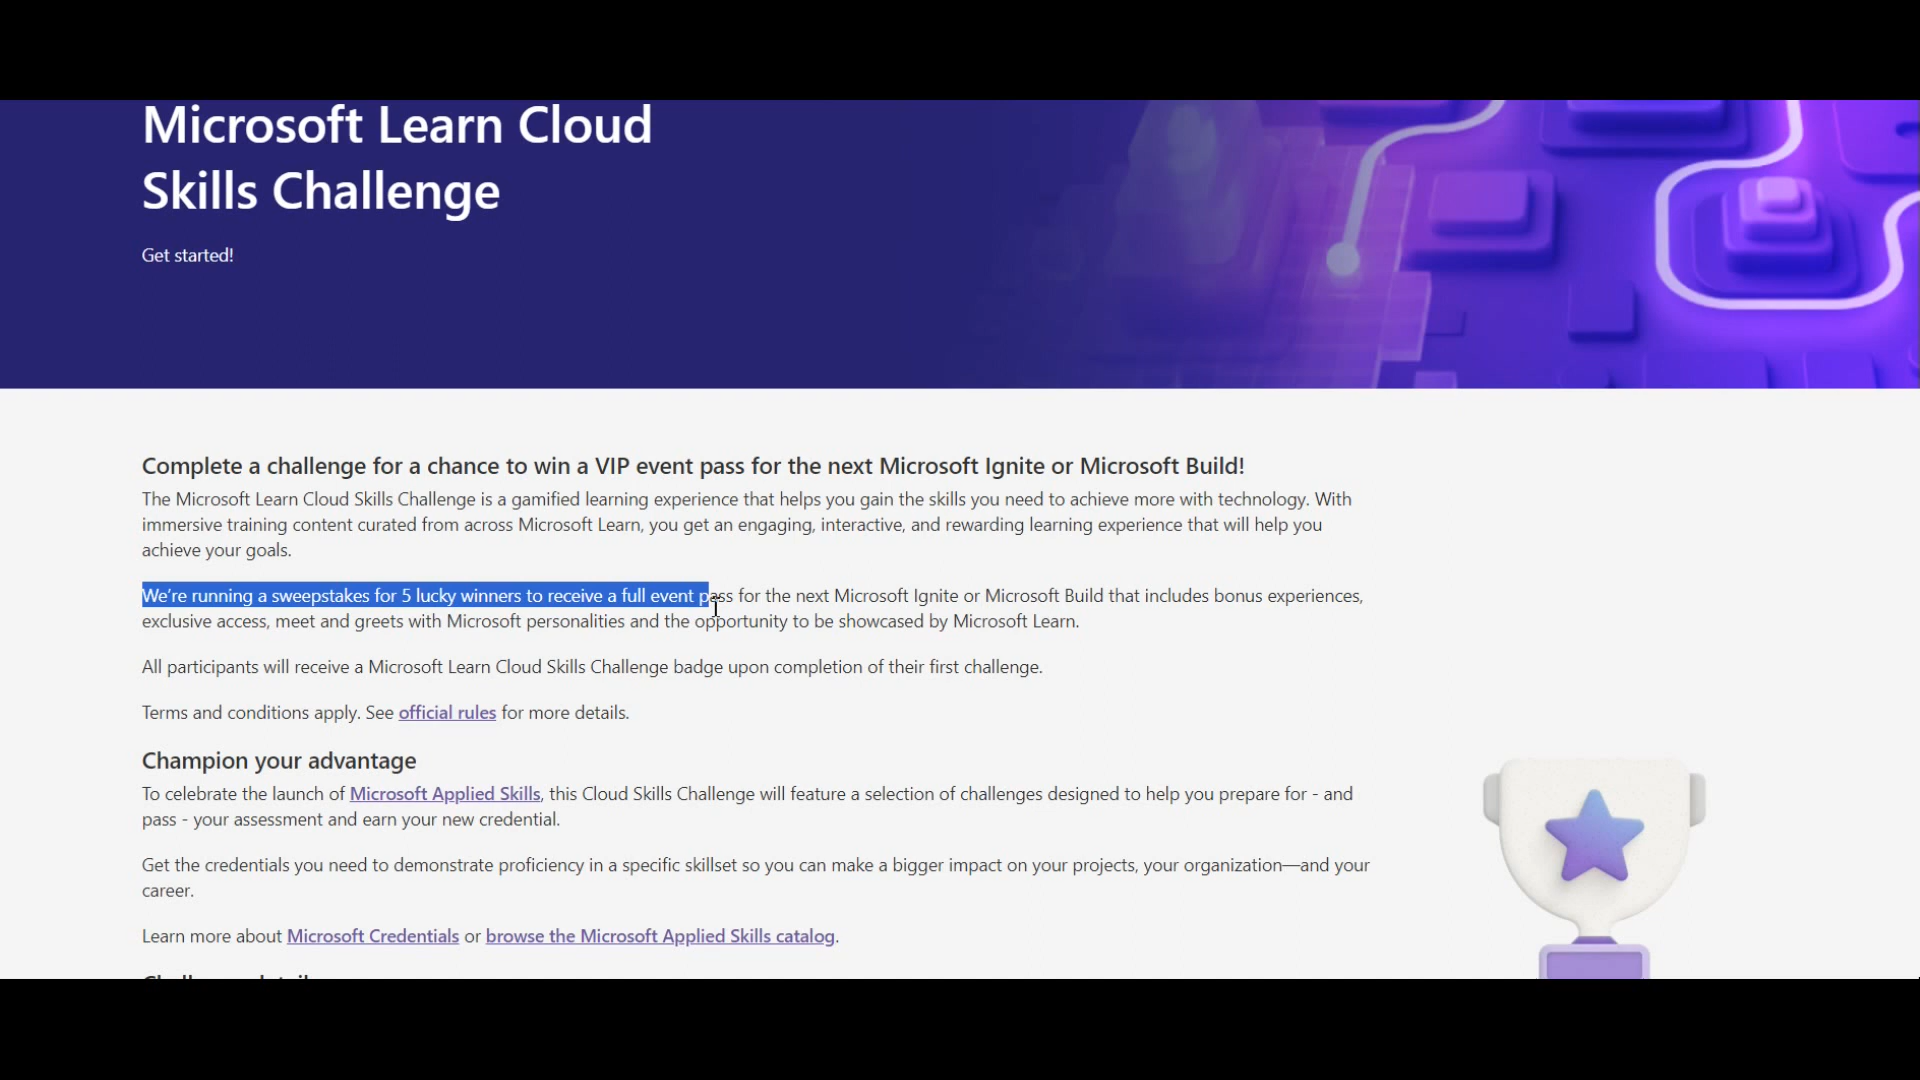 Microsoft Learn Cloud
Skills Challenge
Get started!
Complete a challenge for a chance to win a VIP event pass for the next Microsoft Ignite or Microsoft Build!
The Microsoft Learn Cloud Skills Challenge is a gamified learning experience that helps you gain the skills you need to achieve more with technology. With
immersive training content curated from across Microsoft Learn, you get an engaging, interactive, and rewarding learning experience that will help you
achieve your goals.
We’re running a sweepstakes for 5 lucky winners to receive a full event pass for the next Microsoft Ignite or Microsoft Build that includes bonus experiences,
exclusive access, meet and greets with Microsoft personalities and the opportunity to be showcased by Microsoft Learn.
All participants will receive a Microsoft Learn Cloud Skills Challenge badge upon completion of their first challenge.
Terms and conditions apply. See official rules for more details.
Champion your advantage
To celebrate the launch of Microsoft Applied Skills, this Cloud Skills Challenge will feature a selection of challenges designed to help you prepare for - and
pass - your assessment and earn your new credential.
Get the credentials you need to demonstrate proficiency in a specific skillset so you can make a bigger impact on your projects, your organization—and your
career.
Learn more about Microsoft Credentials or browse the Microsoft Applied Skills catalog.